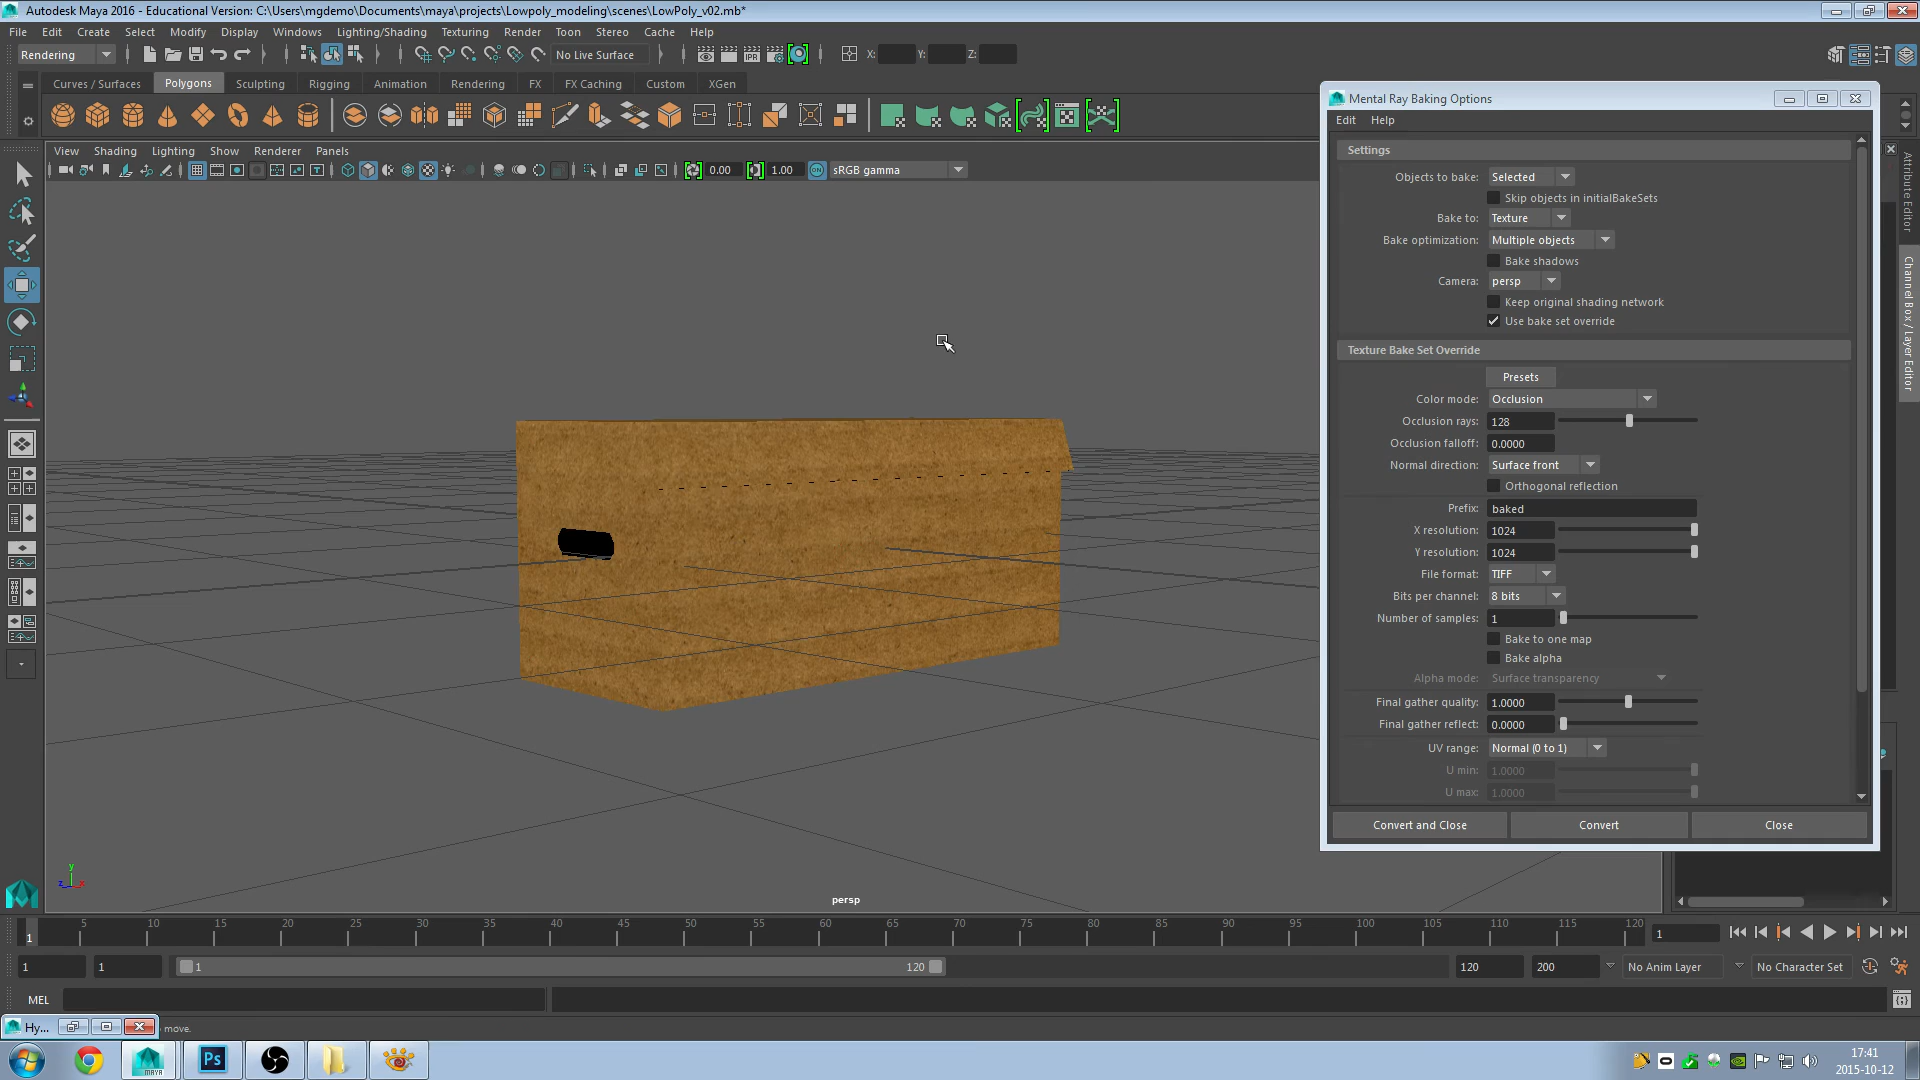 Autodesk Maya 2016 - Educational Version: C:\Users\mgdemo\Documents\maya\projects\Lowpoly_modeling\scenes\LowPoly_v02.mb*
File Edit Create Select Modify Display Windows Lighting/Shading Texturing Render Toon Stereo Cache Help
Rendering No Live Surface X: Y: Z:
Curves / Surfaces Polygons Sculpting Rigging Animation Rendering FX FX Caching Custom XGen
View Shading Lighting Show Renderer Panels
0.00 1.00 ON sRGB gamma
Mental Ray Baking Options
Edit Help
Settings
Objects to bake: Selected
Skip objects in initialBakeSets
Bake to: Texture
Bake optimization: Multiple objects
Bake shadows
Camera: persp
Keep original shading network
Use bake set override
Texture Bake Set Override
Presets
Color mode: Occlusion
Occlusion rays: 128
Occlusion falloff: 0.0000
Normal direction: Surface front
Orthogonal reflection
Prefix: baked
X resolution: 1024
Y resolution: 1024
File format: TIFF
Bits per channel: 8 bits
Number of samples: 1
Bake to one map
Bake alpha
Alpha mode: Surface transparency
Final gather quality: 1.0000
Final gather reflect: 0.0000
UV range: Normal (0 to 1)
U min: 1.0000
U max: 1.0000
Convert and Close Convert Close
Attribute Editor
Channel Box / Layer Editor
y
z x
persp
1 5 10 15 20 25 30 35 40 45 50 55 60 65 70 75 80 85 90 95 100 105 110 115 120 1
1 1 1 120 120 200 No Anim Layer No Character Set
MEL
Hy... move.
MAYA Ps
17:41
2015-10-12